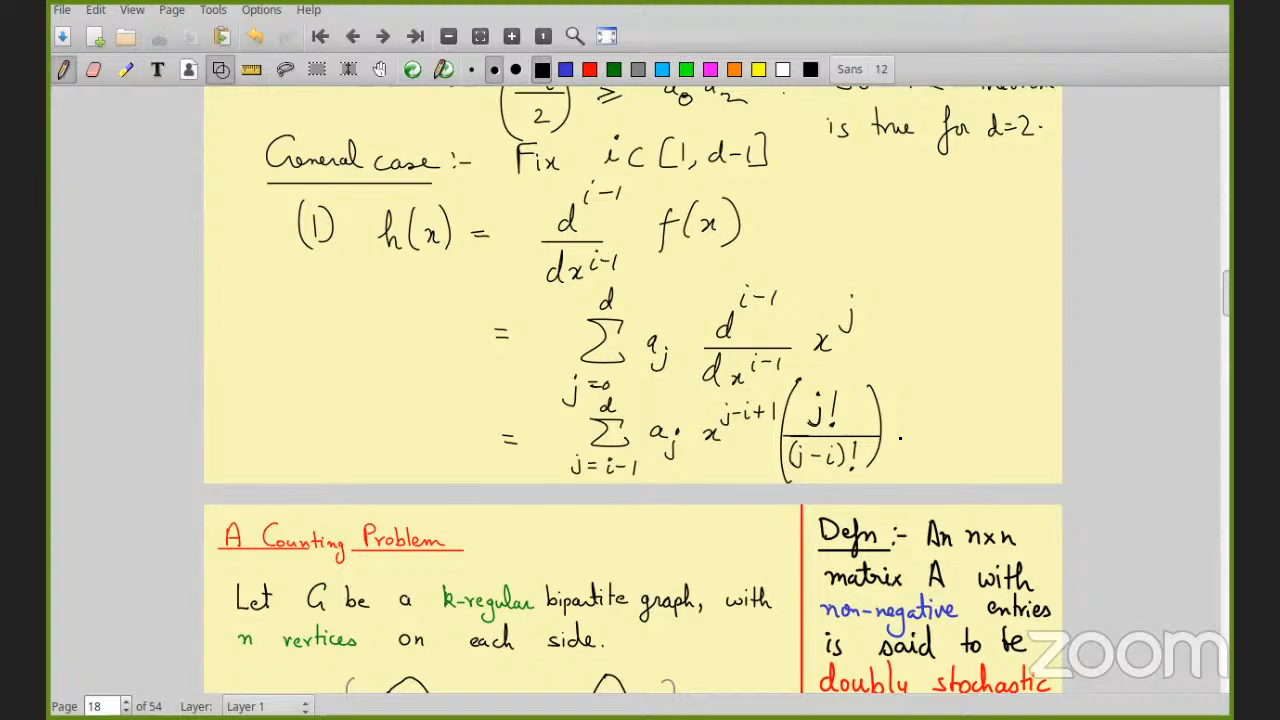 File Edit View Page Tools Options Help
Sans 12
2 ≥ a₀ a₂ .
is true for d=2.
General case :- Fix i ⊂ [1, d-1]
(1) h(x) = d^{i-1}/dx^{i-1} f(x)
= ∑_{j=0}^{d} a_j d^{i-1}/dx^{i-1} x^j
= ∑_{j=i-1}^{d} a_j x^{j-i+1} (j!/(j-i)!) .
A Counting Problem
Let G be a k-regular bipartite graph, with
n vertices on each side.
Defn :- An n×n
matrix A with
non-negative entries
is said to be
doubly stochastic
zoom
Page 18 of 54 Layer: Layer 1